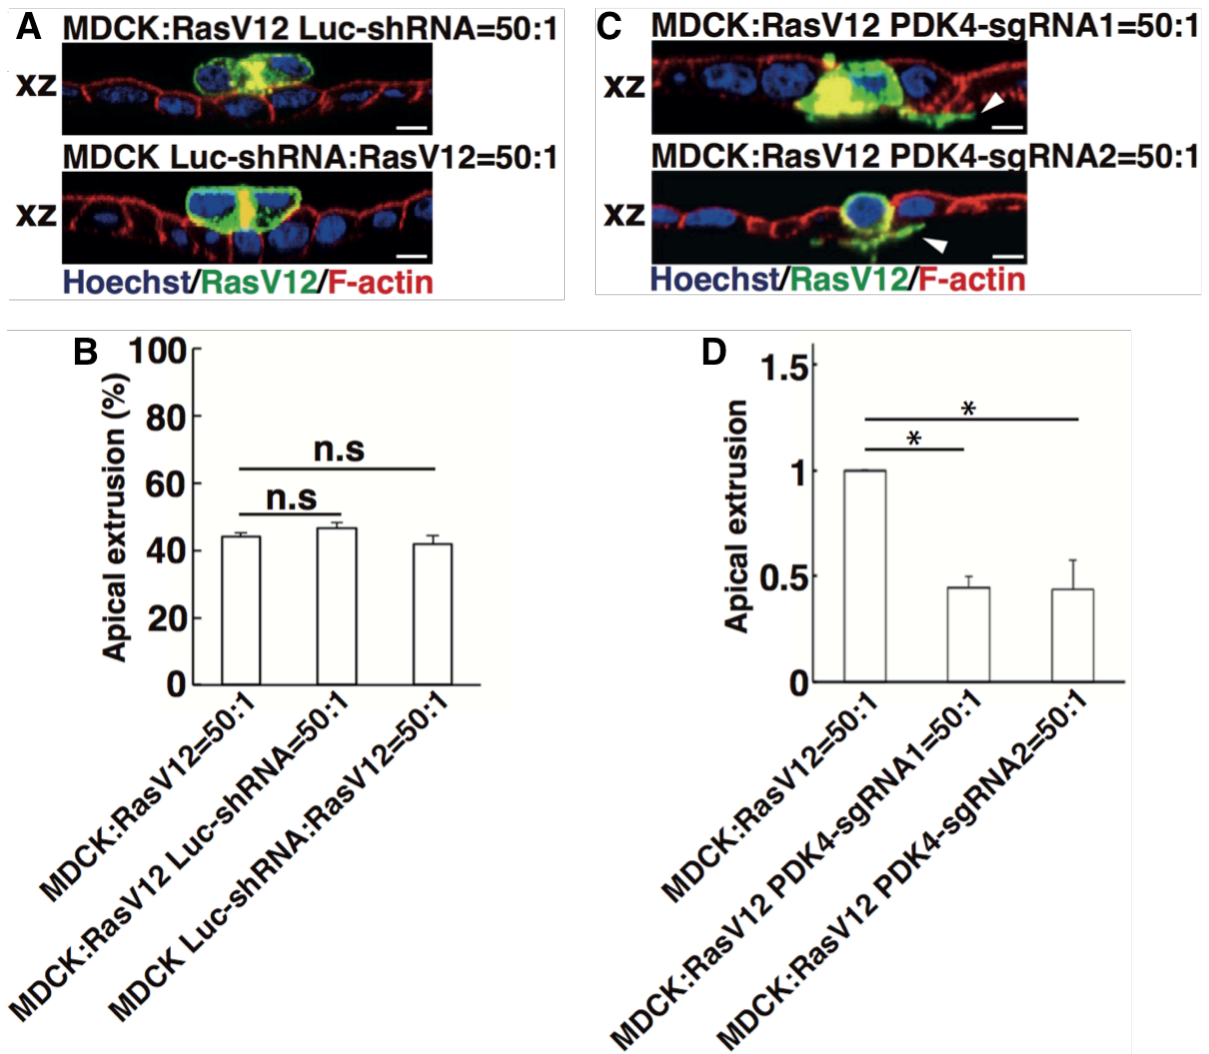 A
MDCK:RasV12 Luc-shRNA=50:1
xz
MDCK Luc-shRNA:RasV12=50:1
xz
Hoechst/RasV12/F-actin
C
MDCK:RasV12 PDK4-sgRNA1=50:1
xz
MDCK:RasV12 PDK4-sgRNA2=50:1
xz
Hoechst/RasV12/F-actin
B
Apical extrusion (%)
100
80
60
40
20
0
n.s
n.s
MDCK:RasV12=50:1
MDCK:RasV12 Luc-shRNA=50:1
MDCK Luc-shRNA:RasV12=50:1
D
Apical extrusion
1.5
1
0.5
0
*
*
MDCK:RasV12=50:1
MDCK:RasV12 PDK4-sgRNA1=50:1
MDCK:RasV12 PDK4-sgRNA2=50:1